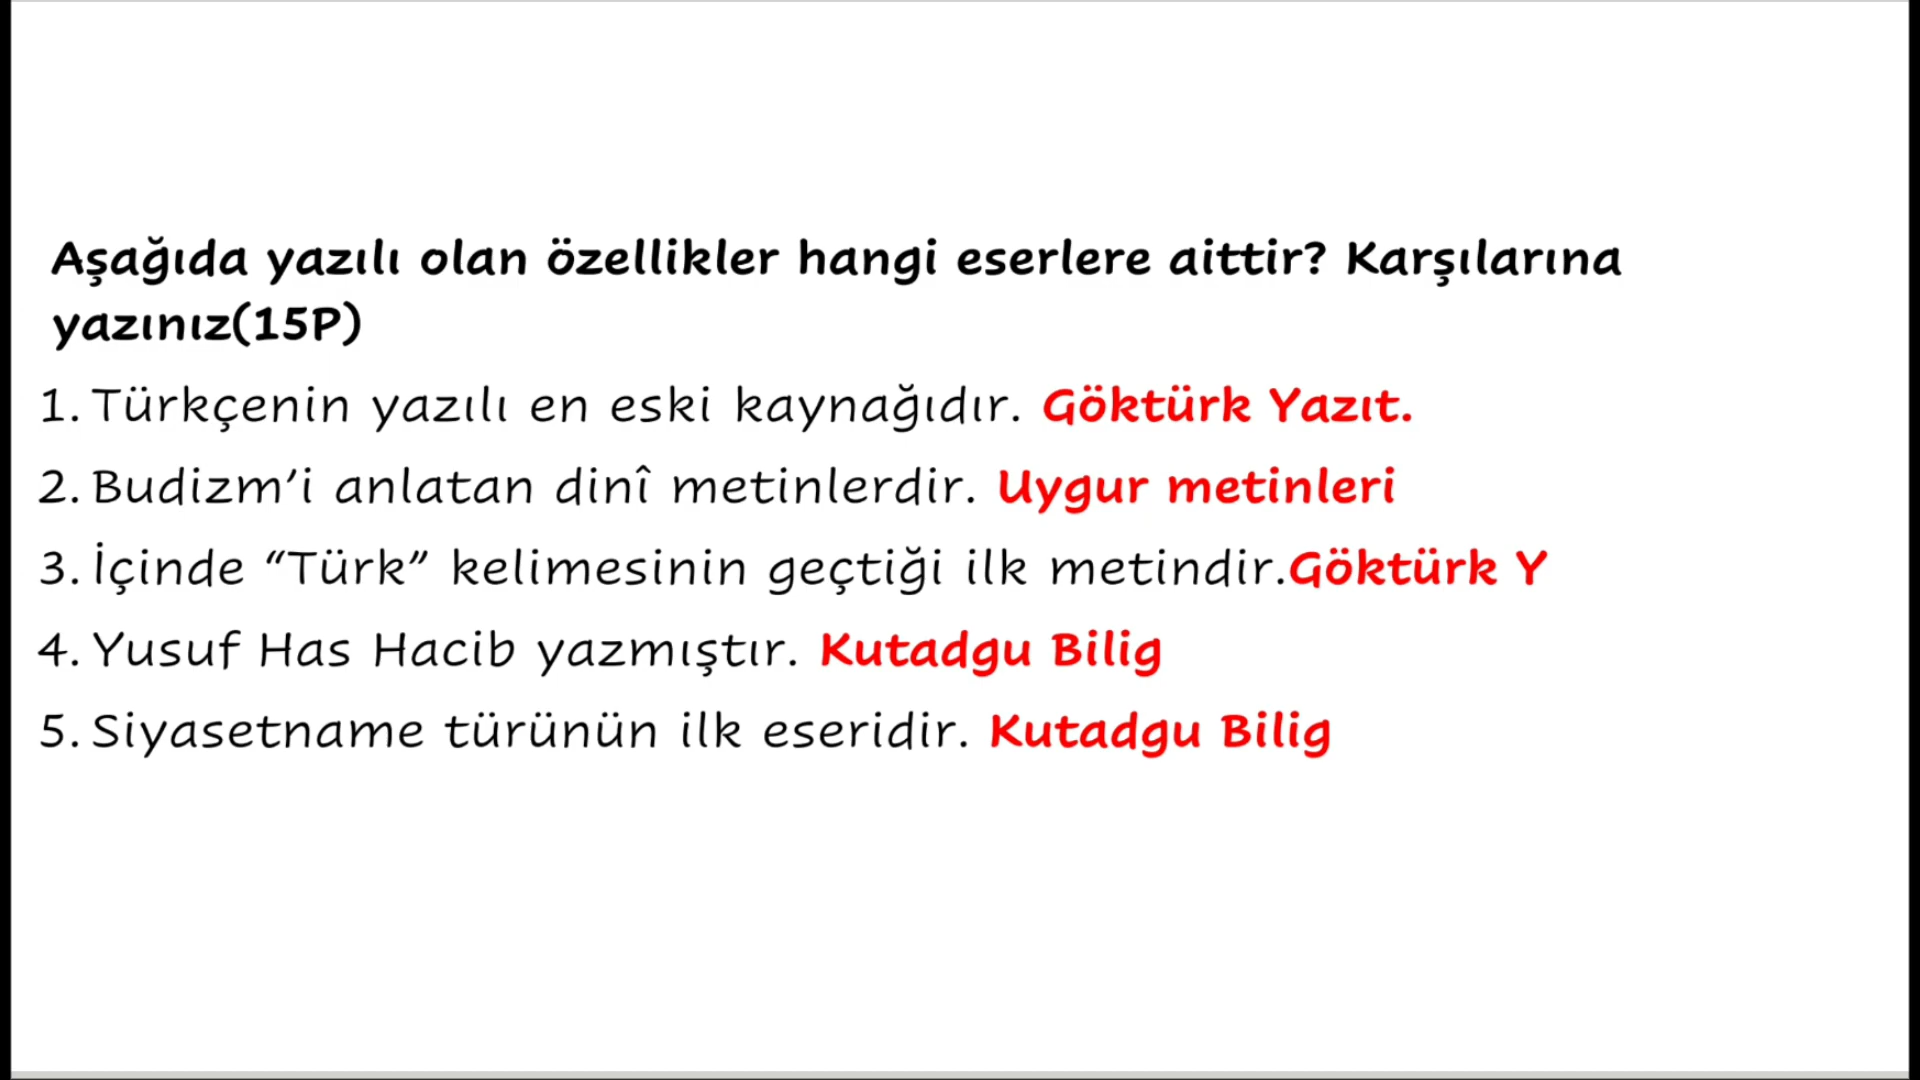 Aşağıda yazılı olan özellikler hangi eserlere aittir? Karşılarına
yazınız(15P)
1. Türkçenin yazılı en eski kaynağıdır. Göktürk Yazıt.
2. Budizm’i anlatan dinî metinlerdir. Uygur metinleri
3. İçinde “Türk” kelimesinin geçtiği ilk metindir.Göktürk Y
4. Yusuf Has Hacib yazmıştır. Kutadgu Bilig
5. Siyasetname türünün ilk eseridir. Kutadgu Bilig